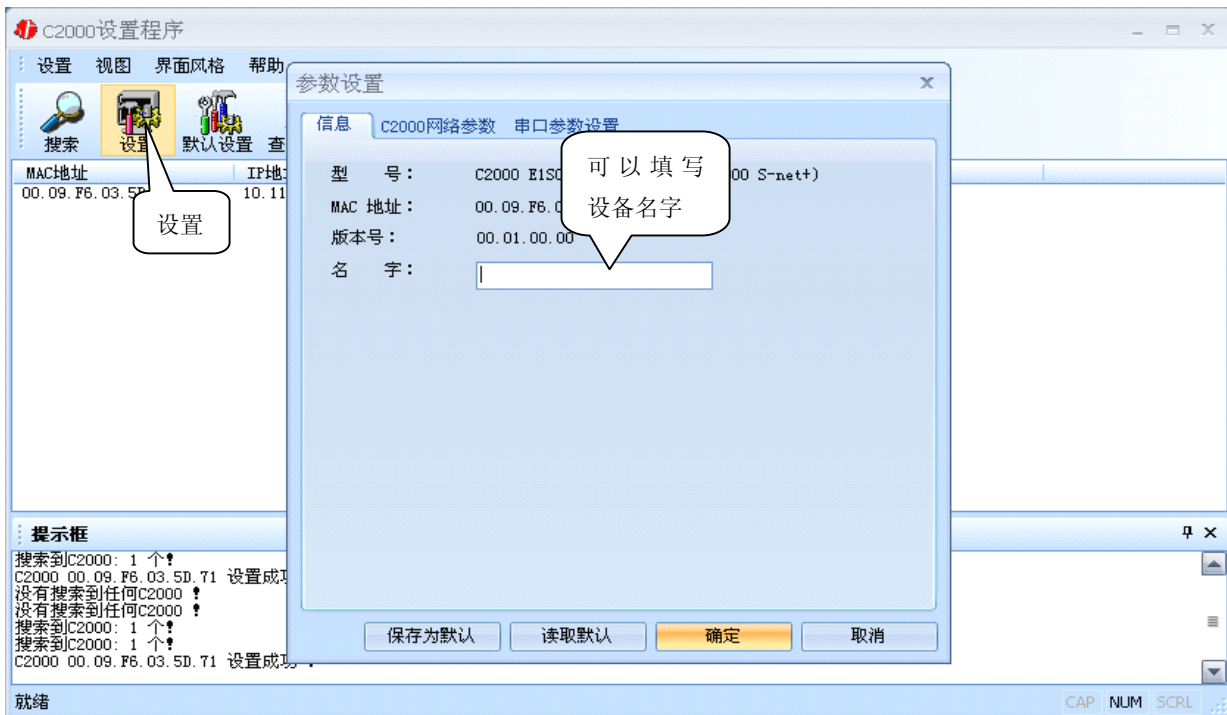 C2000设置程序
设置 视图 界面风格 帮助
搜索 设置 默认设置 查
MAC地址 IP地
00.09.F6.03.5D 10.11
设置
参数设置
信息 C2000网络参数 串口参数设置
型 号: C2000 E1S 00 S-net+)
MAC 地址: 00.09.F6.0
版本号: 00.01.00.00
名 字:
可以填写
设备名字
保存为默认 读取默认 确定 取消
提示框
搜索到C2000: 1 个!
C2000 00.09.F6.03.5D.71 设置成功
没有搜索到任何C2000 !
没有搜索到任何C2000 !
搜索到C2000: 1 个!
搜索到C2000: 1 个!
C2000 00.09.F6.03.5D.71 设置成功 !
就绪 CAP NUM SCRL